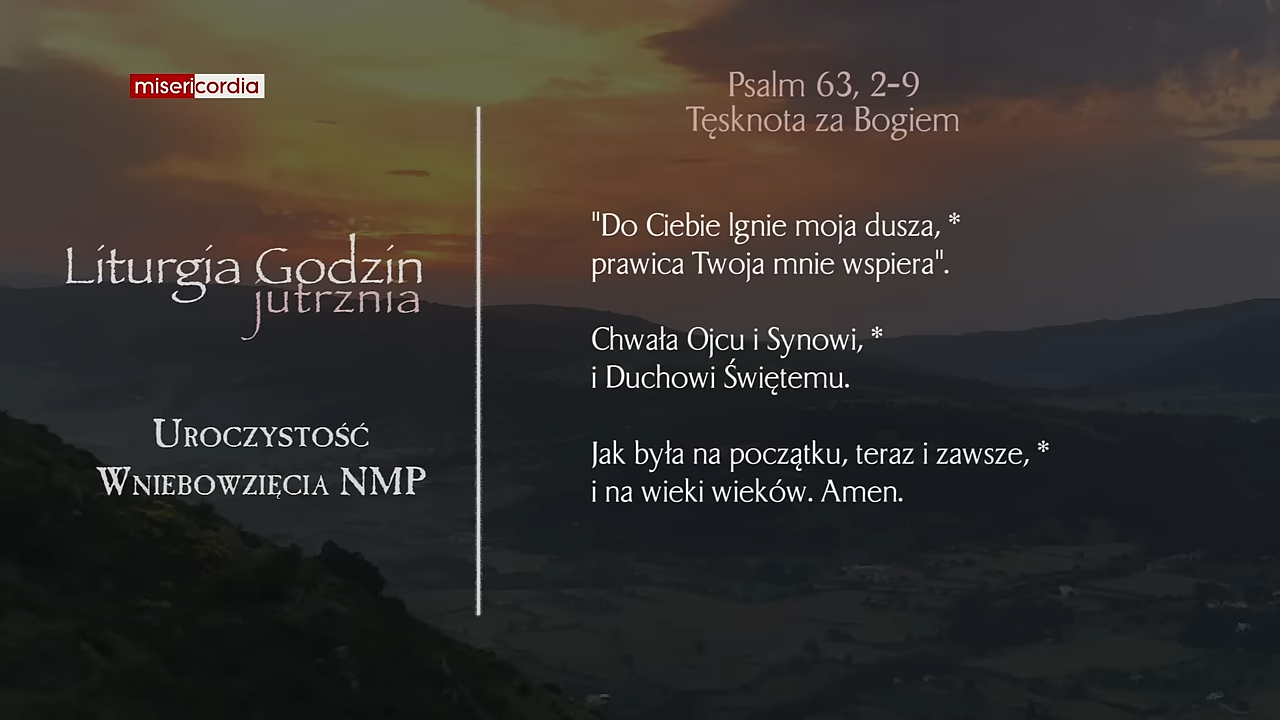 misericordia
Liturgia Godzin
jutrznia
Uroczystość
Wniebowzięcia NMP
Psalm 63, 2-9
Tęsknota za Bogiem
"Do Ciebie lgnie moja dusza, *
prawica Twoja mnie wspiera".
Chwała Ojcu i Synowi, *
i Duchowi Świętemu.
Jak była na początku, teraz i zawsze, *
i na wieki wieków. Amen.